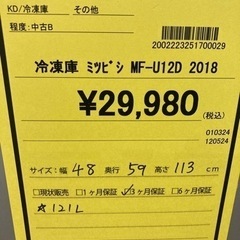 KD/冷凍庫 その他
程度:中古B
2002223251700029
冷凍庫 ミツビシ MF-U12D 2018
¥29,980
(税込)
010324
120524
サイズ:幅 48 奥行 59 高さ 113 cm
□現状販売 □1ヶ月保証 ☑3ヶ月保証 □6ヶ月保証
☆121L